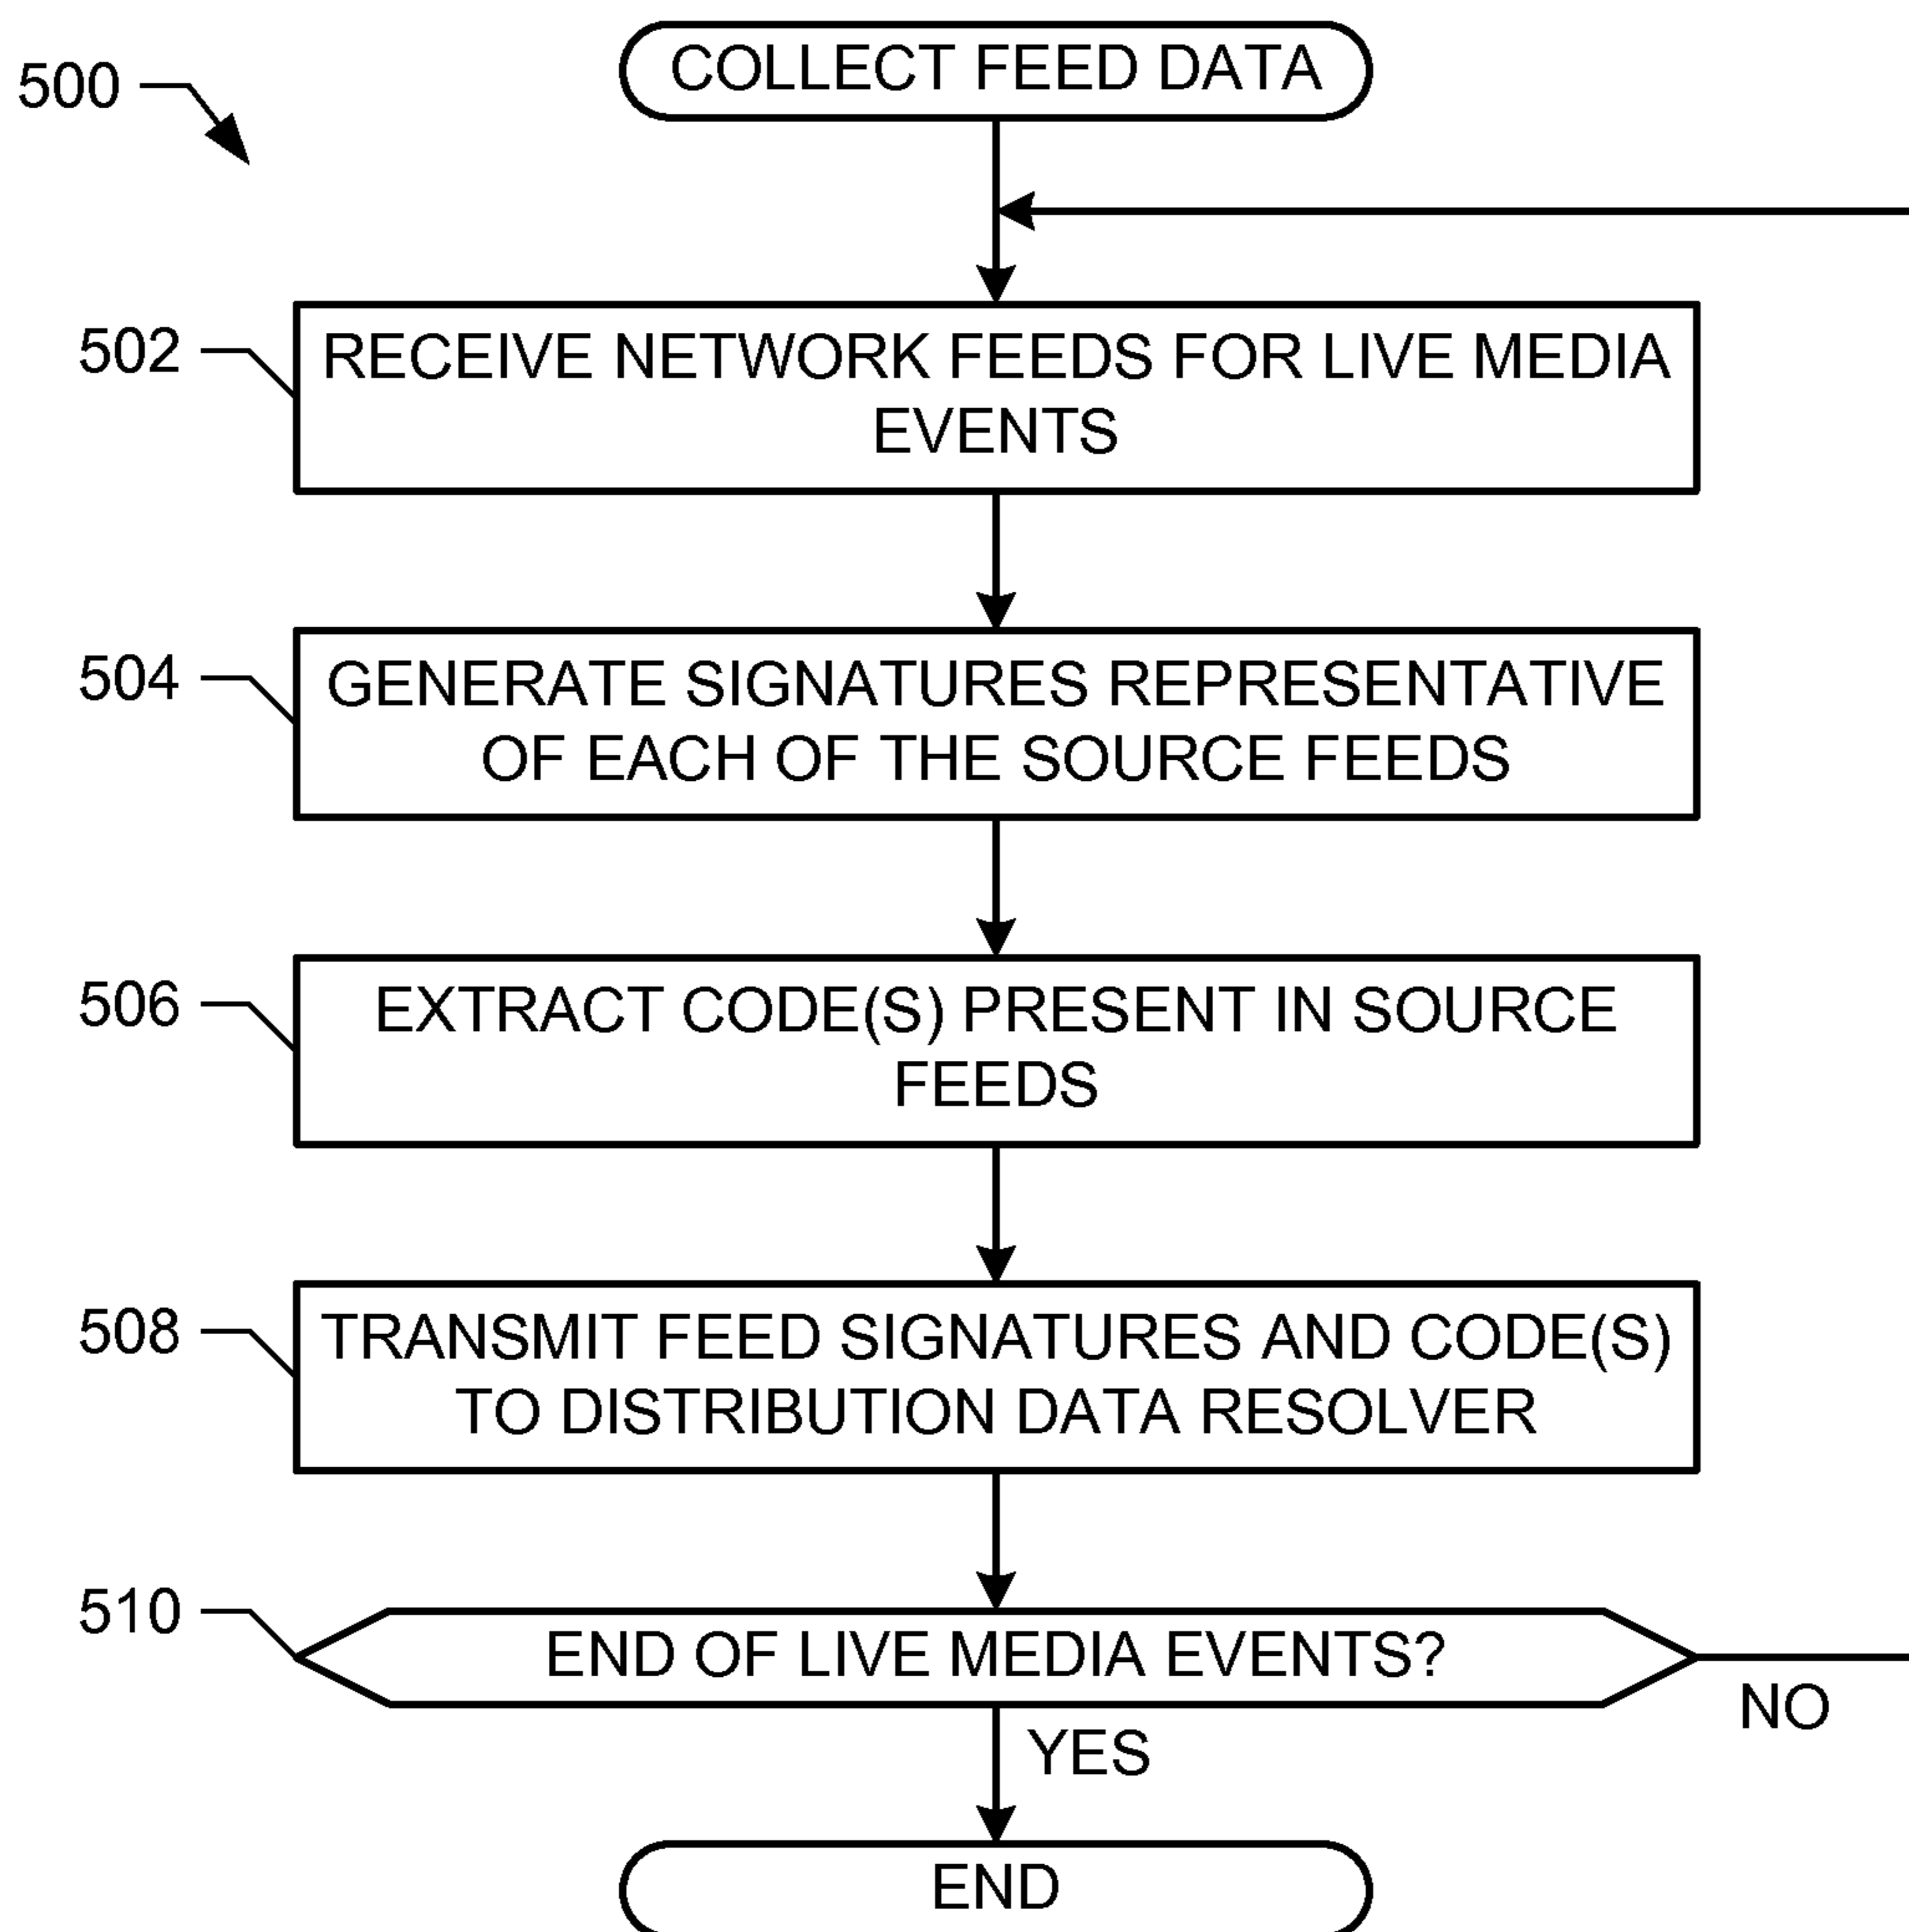 500
COLLECT FEED DATA
502
RECEIVE NETWORK FEEDS FOR LIVE MEDIA
EVENTS
504
GENERATE SIGNATURES REPRESENTATIVE
OF EACH OF THE SOURCE FEEDS
506
EXTRACT CODE(S) PRESENT IN SOURCE
FEEDS
508
TRANSMIT FEED SIGNATURES AND CODE(S)
TO DISTRIBUTION DATA RESOLVER
510
END OF LIVE MEDIA EVENTS?
NO
YES
END